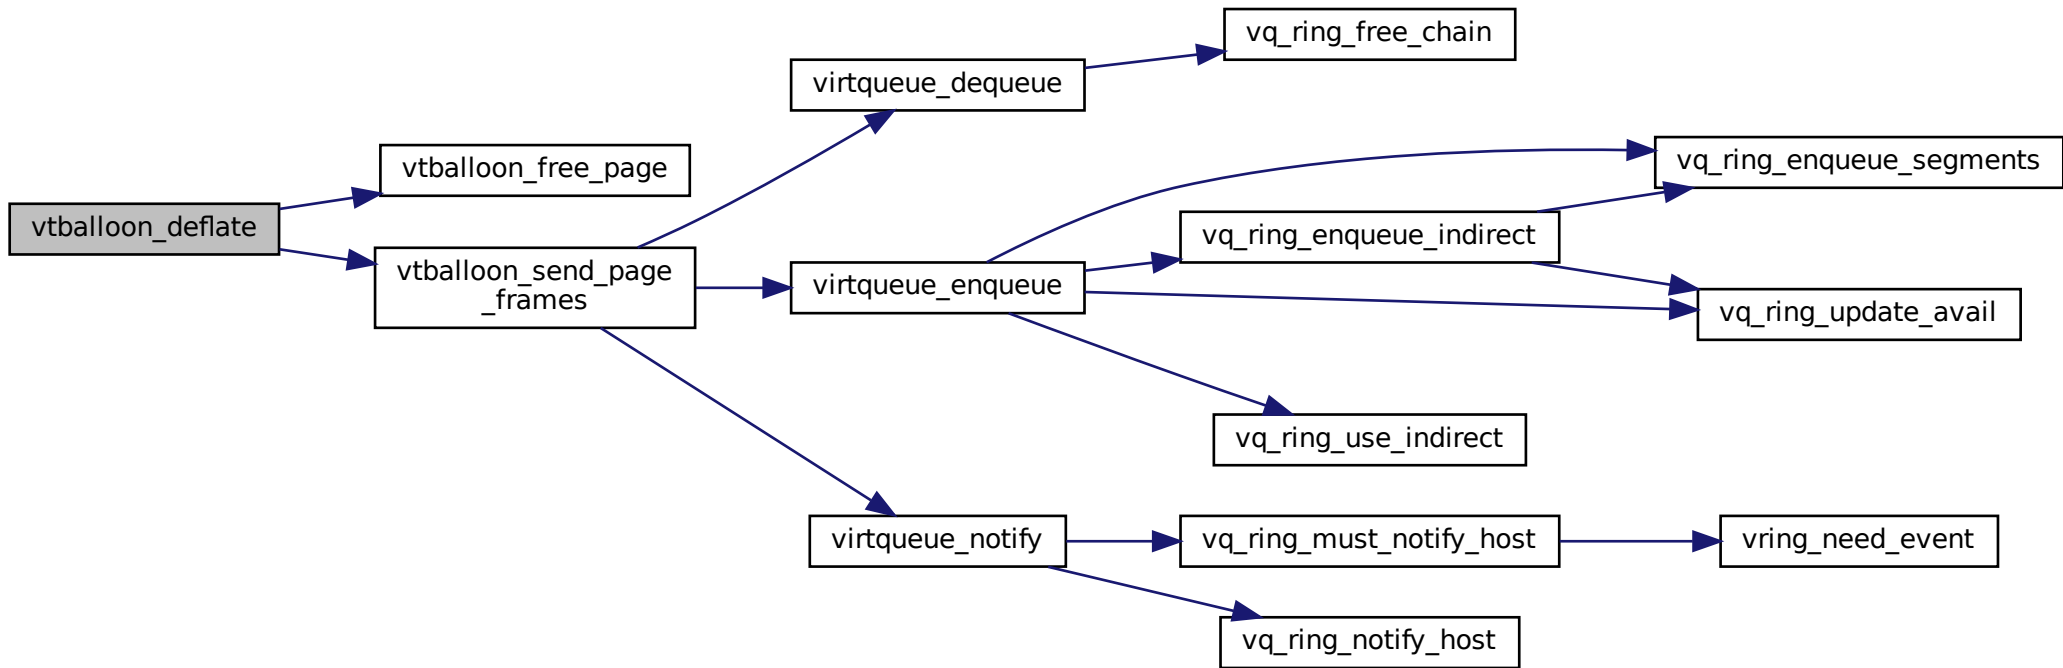 vtballoon_deflate
vtballoon_free_page
vtballoon_send_page
_frames
virtqueue_dequeue
vq_ring_free_chain
virtqueue_enqueue
vq_ring_enqueue_segments
vq_ring_enqueue_indirect
vq_ring_update_avail
vq_ring_use_indirect
virtqueue_notify
vq_ring_must_notify_host
vring_need_event
vq_ring_notify_host